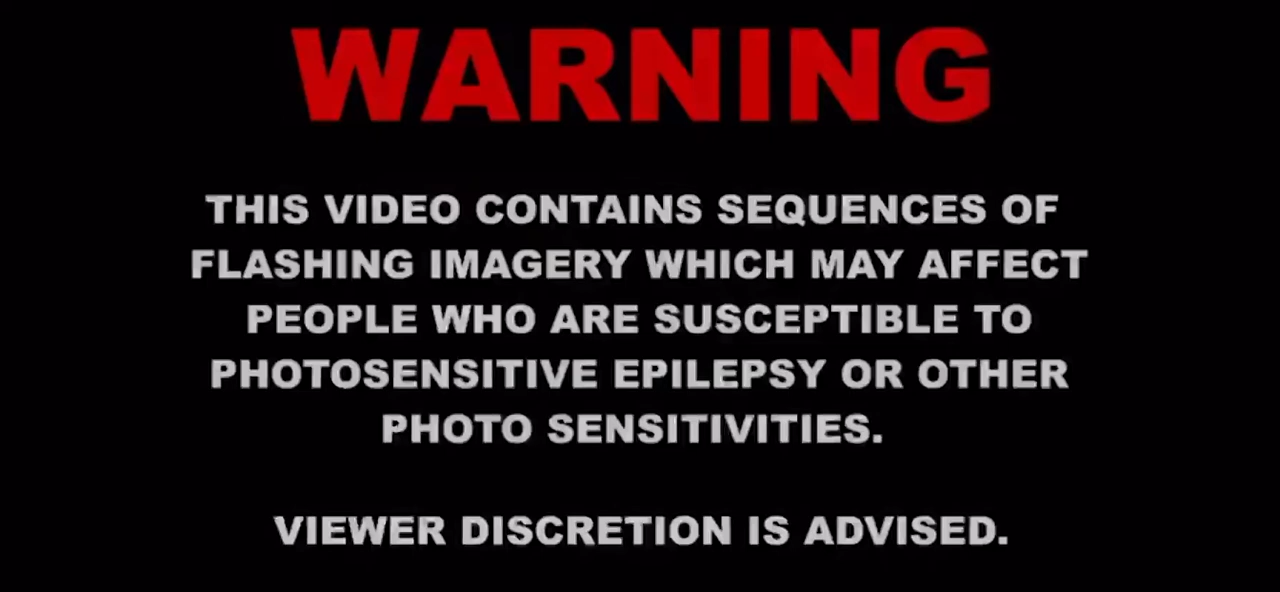 WARNING
THIS VIDEO CONTAINS SEQUENCES OF
FLASHING IMAGERY WHICH MAY AFFECT
PEOPLE WHO ARE SUSCEPTIBLE TO
PHOTOSENSITIVE EPILEPSY OR OTHER
PHOTO SENSITIVITIES.
VIEWER DISCRETION IS ADVISED.